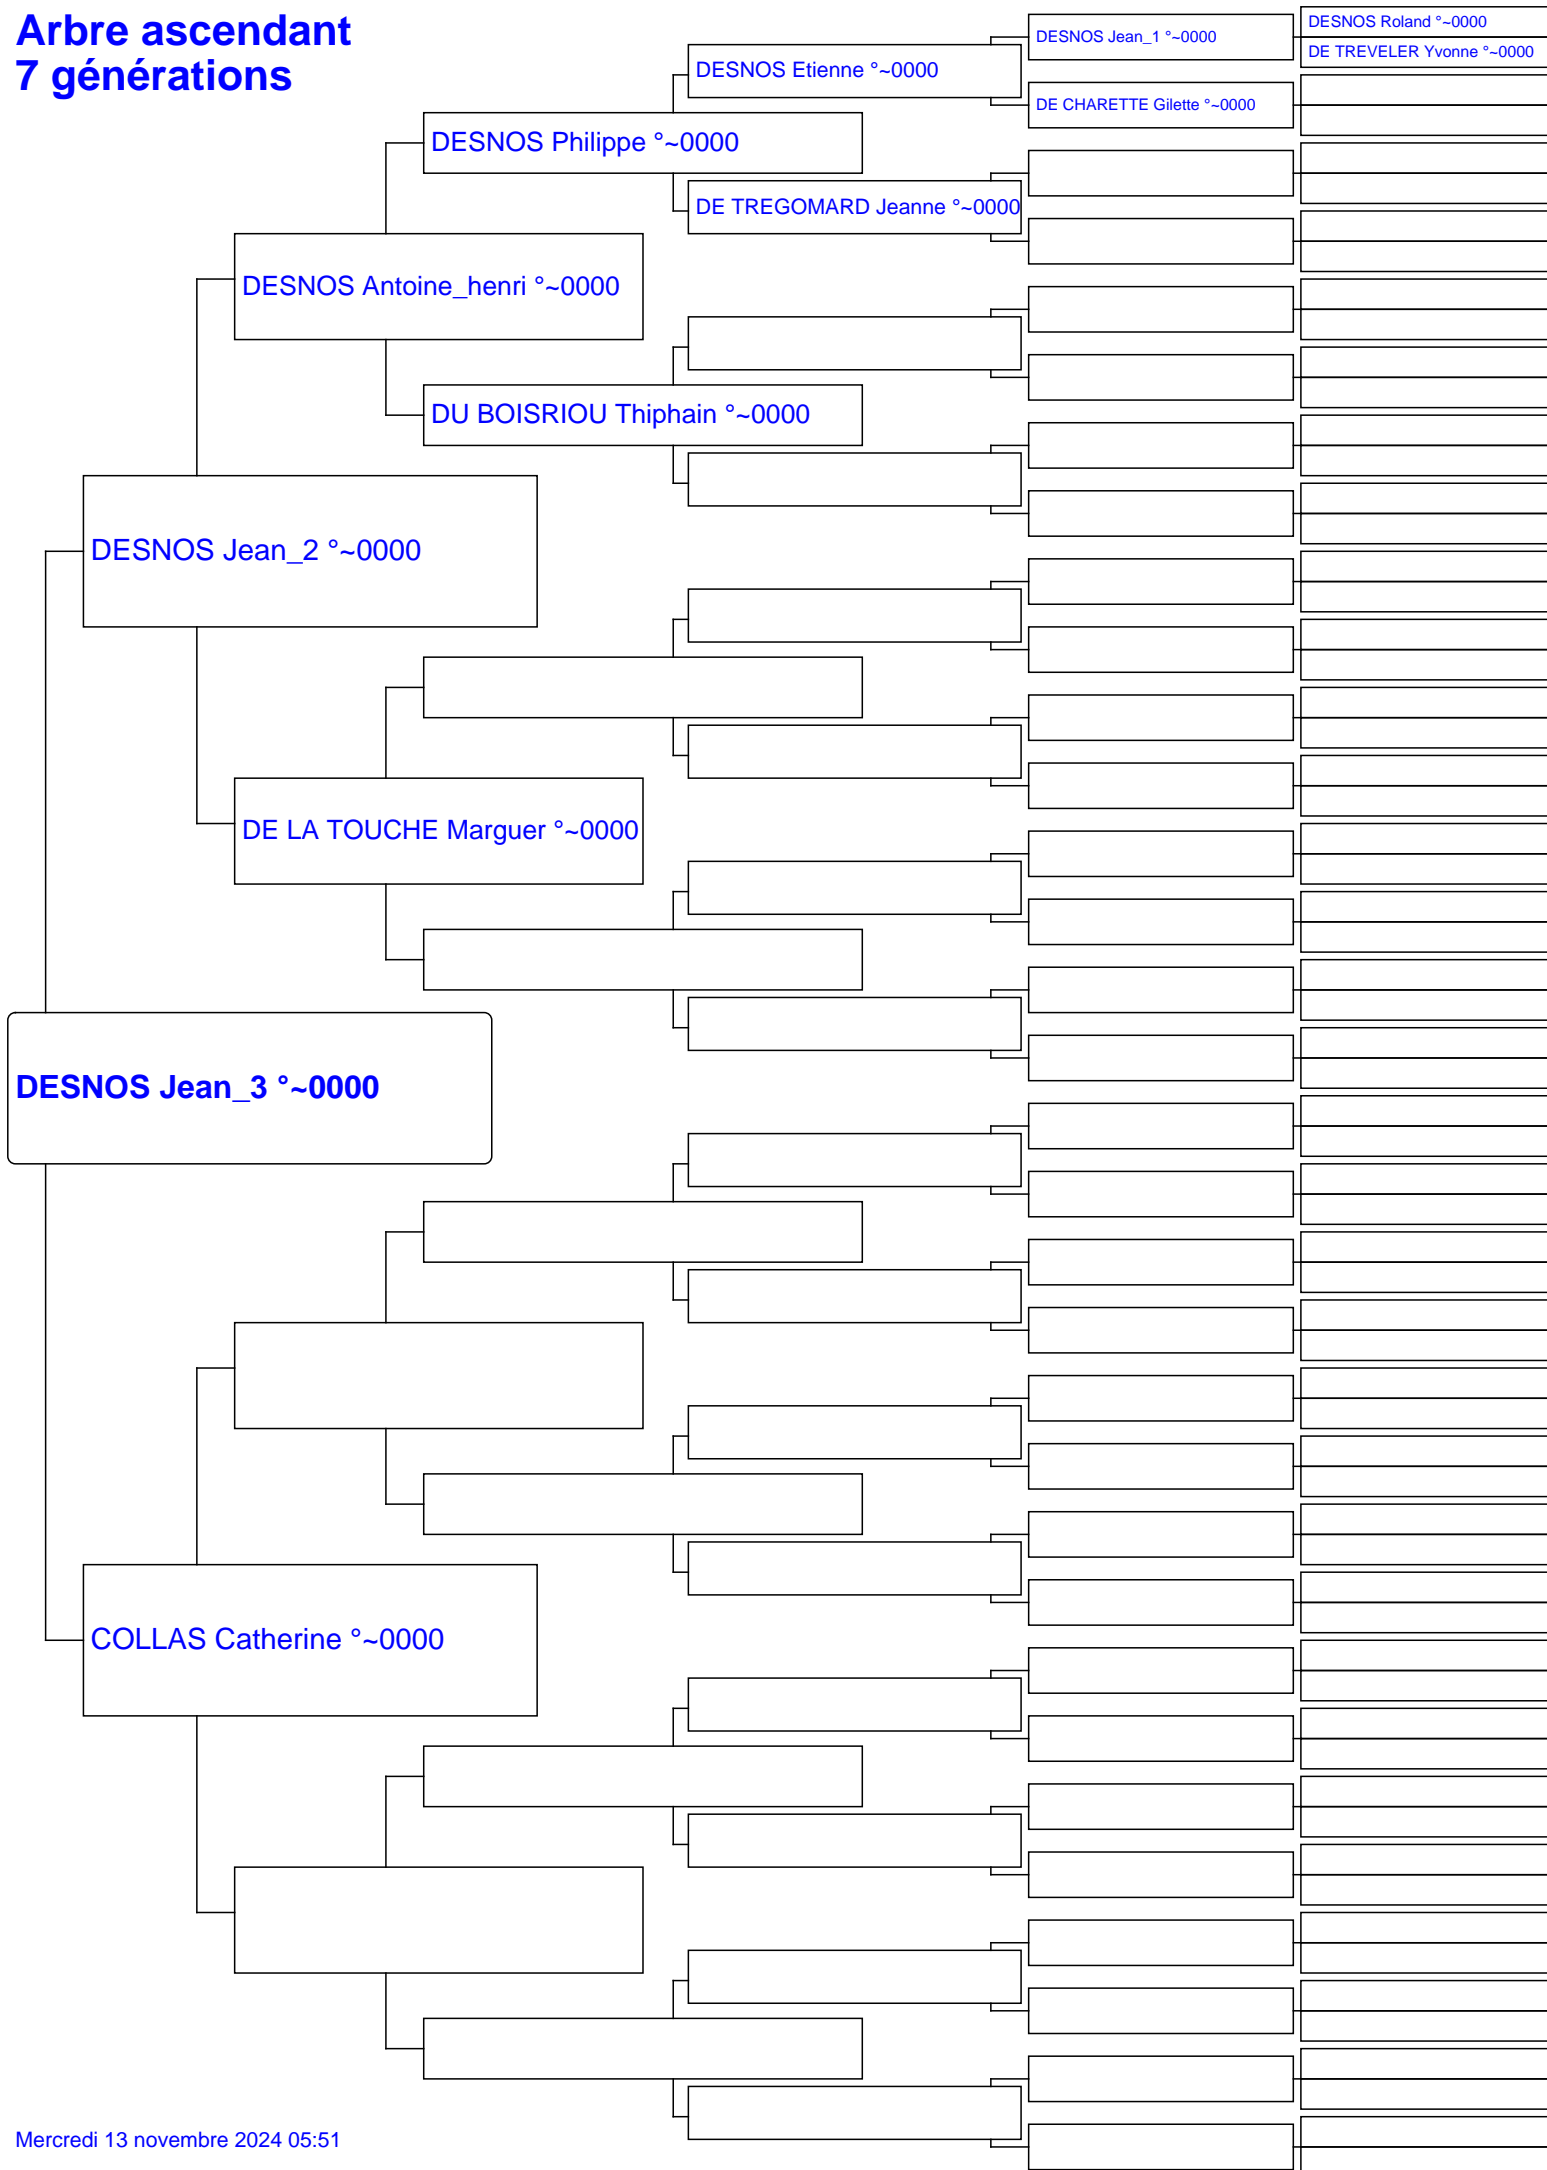 Arbre ascendant
7 générations
DESNOS Roland °~0000
DESNOS Jean_1 °~0000
DE TREVELER Yvonne °~0000
DESNOS Etienne °~0000
DE CHARETTE Gilette °~0000
DESNOS Philippe °~0000
DE TREGOMARD Jeanne °~0000
DESNOS Antoine_henri °~0000
DU BOISRIOU Thiphain °~0000
DESNOS Jean_2 °~0000
DE LA TOUCHE Marguer °~0000
DESNOS Jean_3 °~0000
COLLAS Catherine °~0000
Mercredi 13 novembre 2024 05:51